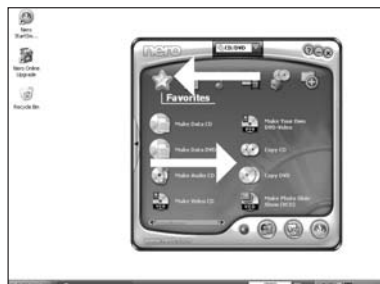 Nero
StartSm...
Nero Online
Upgrade
Recycle Bin
nero
CD/DVD
Favorites
Make Data CD
Make Your Own
DVD-Video
Make Data DVD
Copy CD
Make Audio CD
Copy DVD
Make Video CD
Make Photo Slide
Show (VCD)